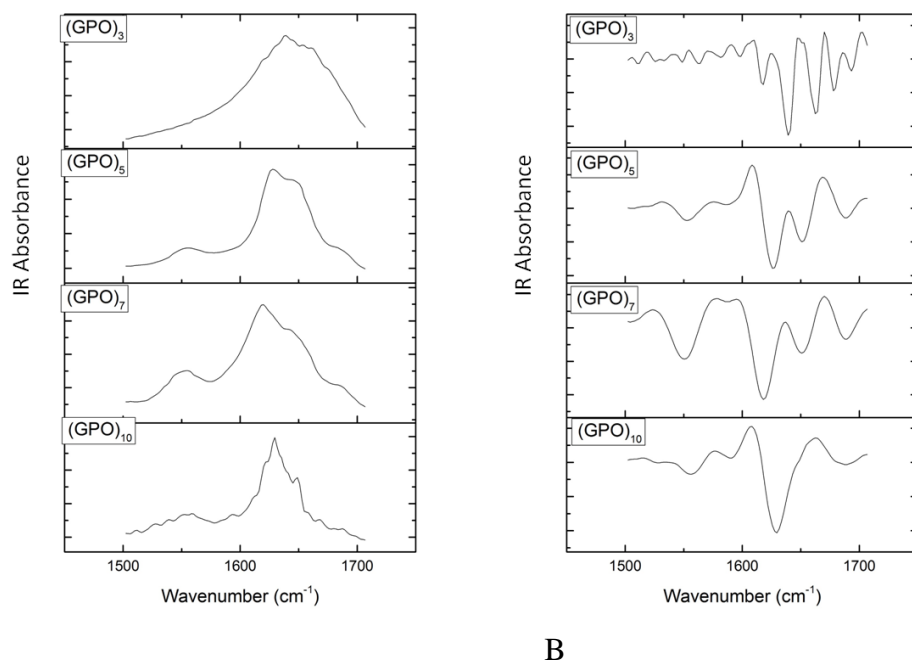 (GPO)3
(GPO)5
(GPO)7
(GPO)10
IR Absorbance
1500 1600 1700
Wavenumber (cm-1)
(GPO)3
(GPO)5
(GPO)7
(GPO)10
IR Absorbance
1500 1600 1700
Wavenumber (cm-1)
B